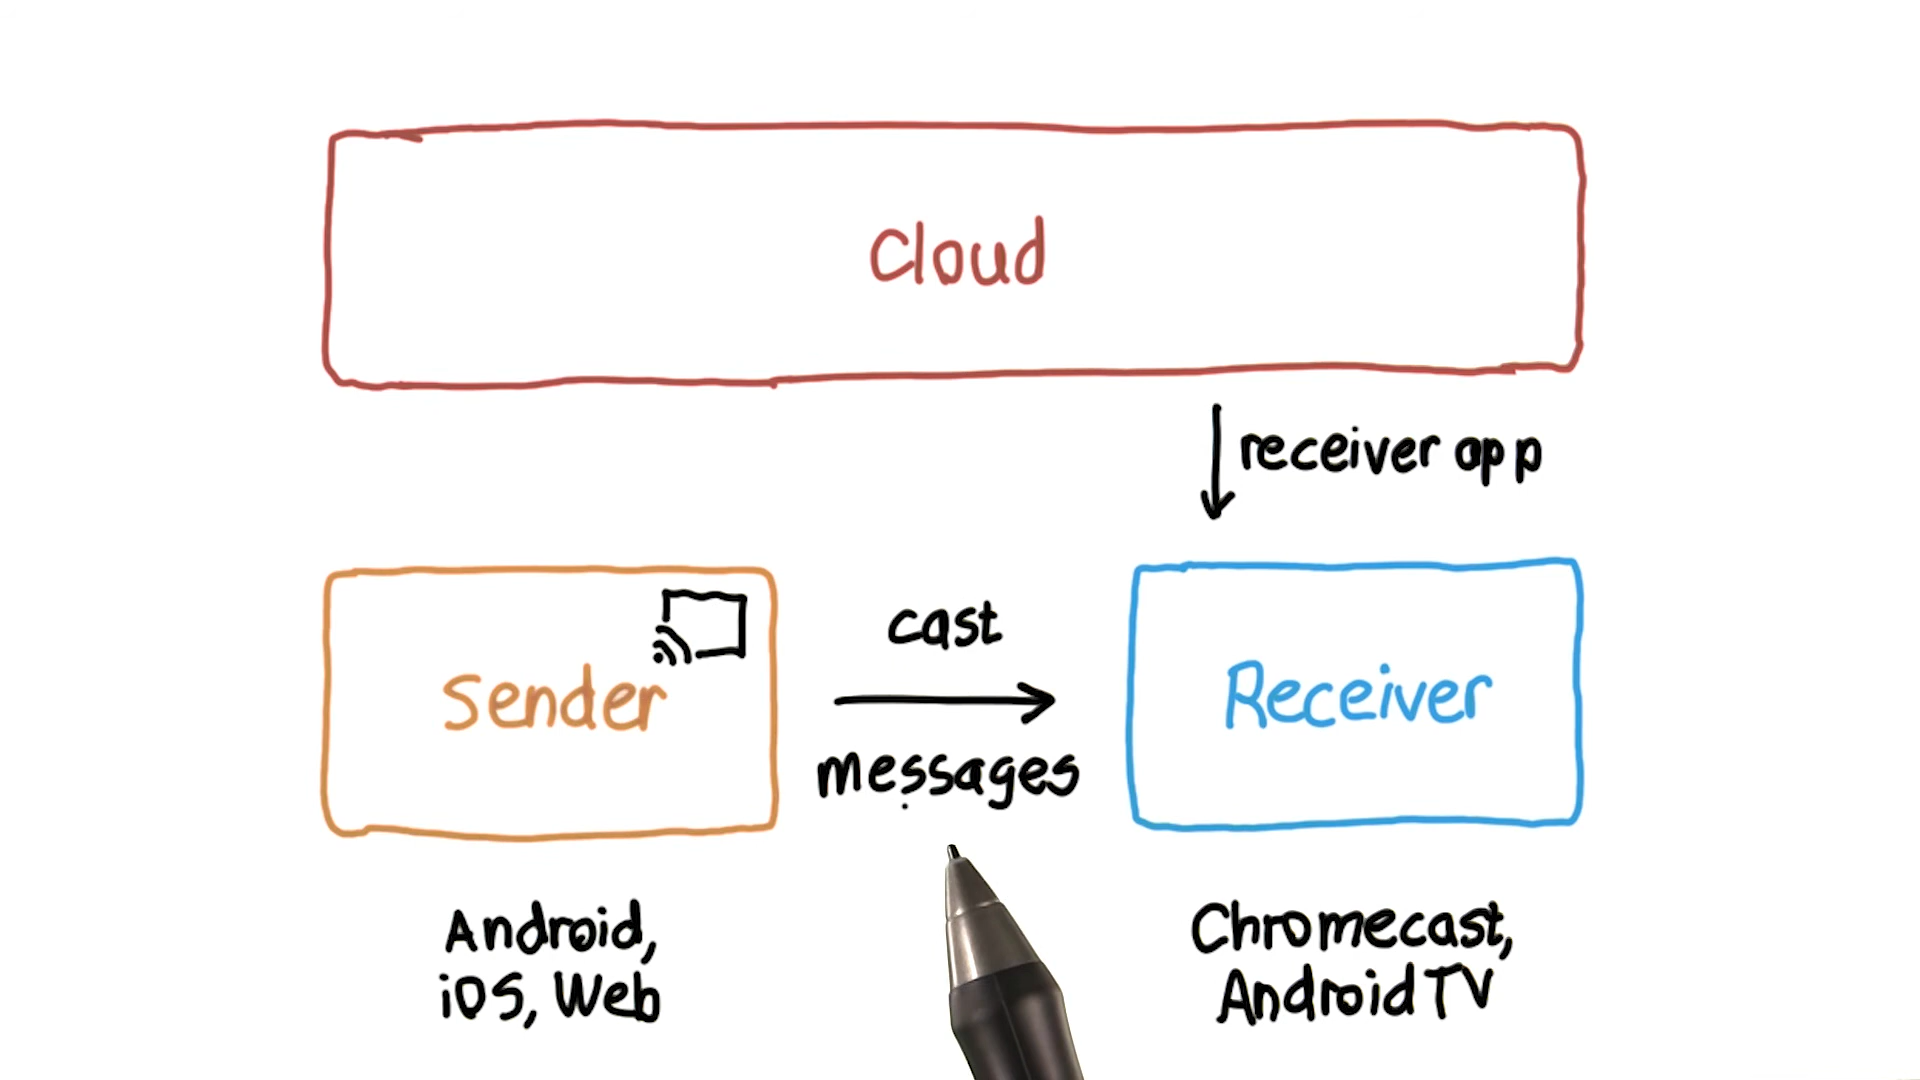 Cloud
receiver app
Sender
cast
messages
Receiver
Android,
iOS, Web
Chromecast,
Android TV